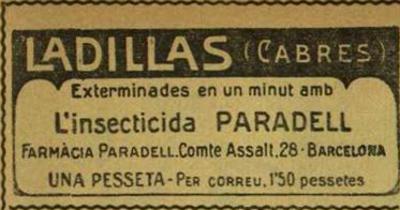 LADILLAS (CABRES)
Exterminades en un minut amb
L'insecticida PARADELL
FARMÀCIA PARADELL.Comte Assalt, 28 - BARCELONA
UNA PESSETA - PER CORREU, 1'50 pessetes